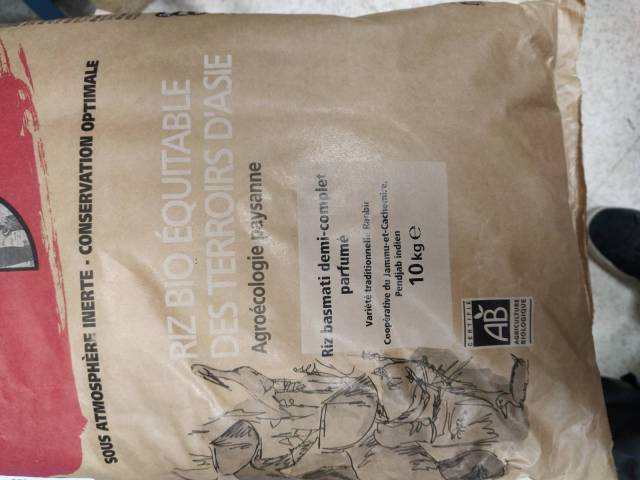 SOUS ATMOSPHÈRE INERTE - CONSERVATION OPTIMALE
RIZ BIO ÉQUITABLE
DES TERROIRS D'ASIE
Agroécologie paysanne
Riz basmati demi-complet
parfumé
Variété traditionnelle Ranbir
Coopérative du Jammu-et-Cachemire,
Pendjab indien
10 kg e
CERTIFIÉ
AB
AGRICULTURE
BIOLOGIQUE